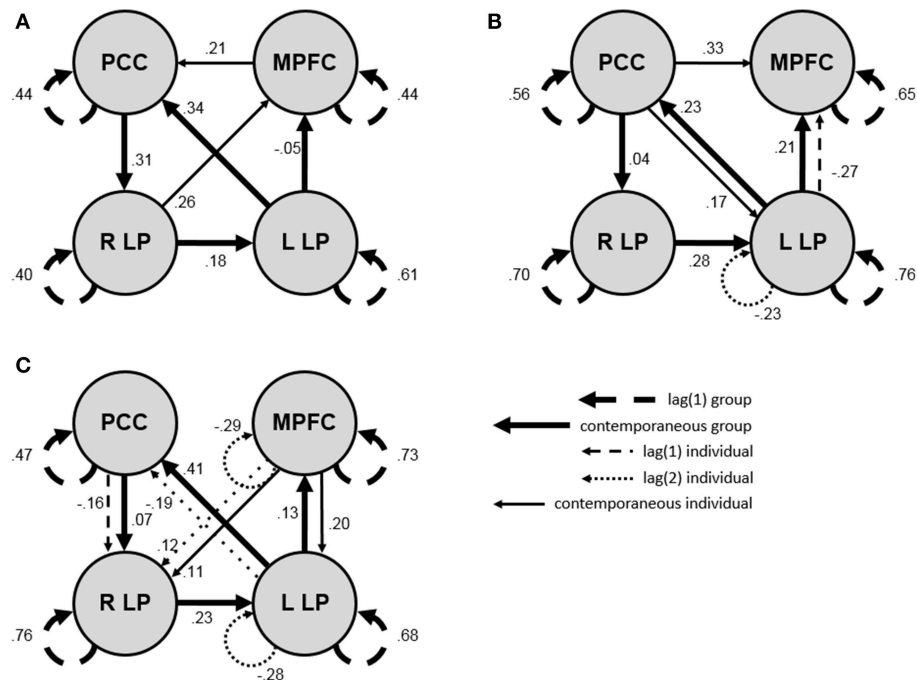 A
PCC
MPFC
.21
.44
.44
.34
.31
-.05
.26
R LP
L LP
.18
.40
.61
B
PCC
MPFC
.33
.56
.65
.23
.04
.21
-.27
.17
R LP
L LP
.28
.70
.76
-.23
C
PCC
MPFC
-.29
.47
.73
.41
-.16
-.19
.07
.13
.20
.12
.11
R LP
L LP
.23
.76
.68
-.28
lag(1) group
contemporaneous group
lag(1) individual
lag(2) individual
contemporaneous individual